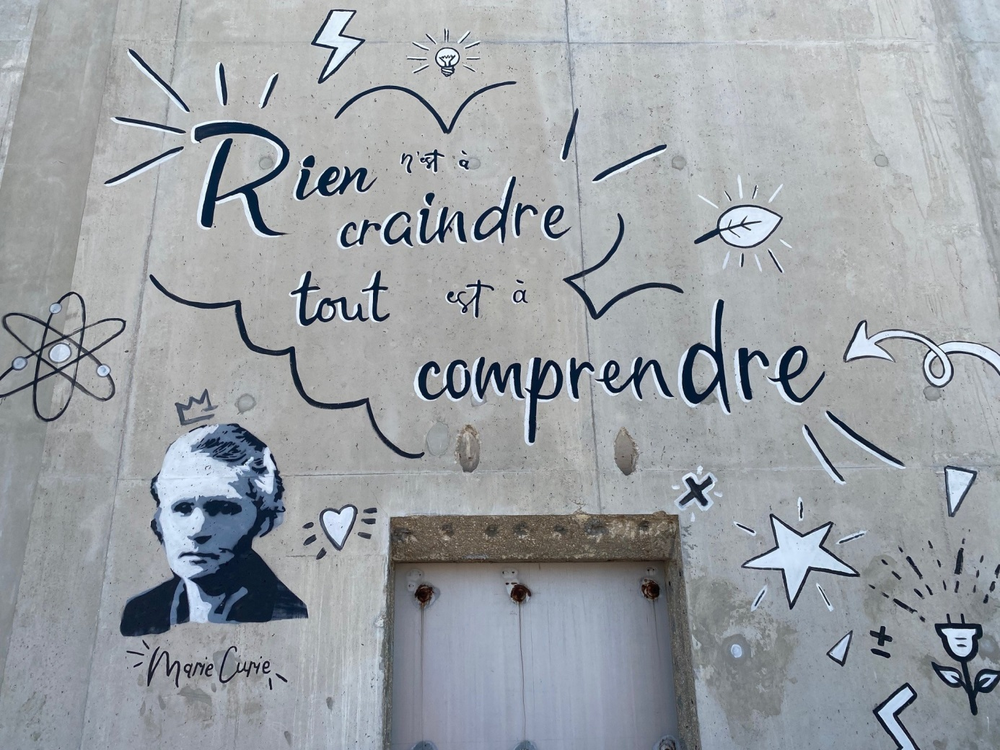 Rien n'est à
craindre
tout est à
comprendre
Marie Curie